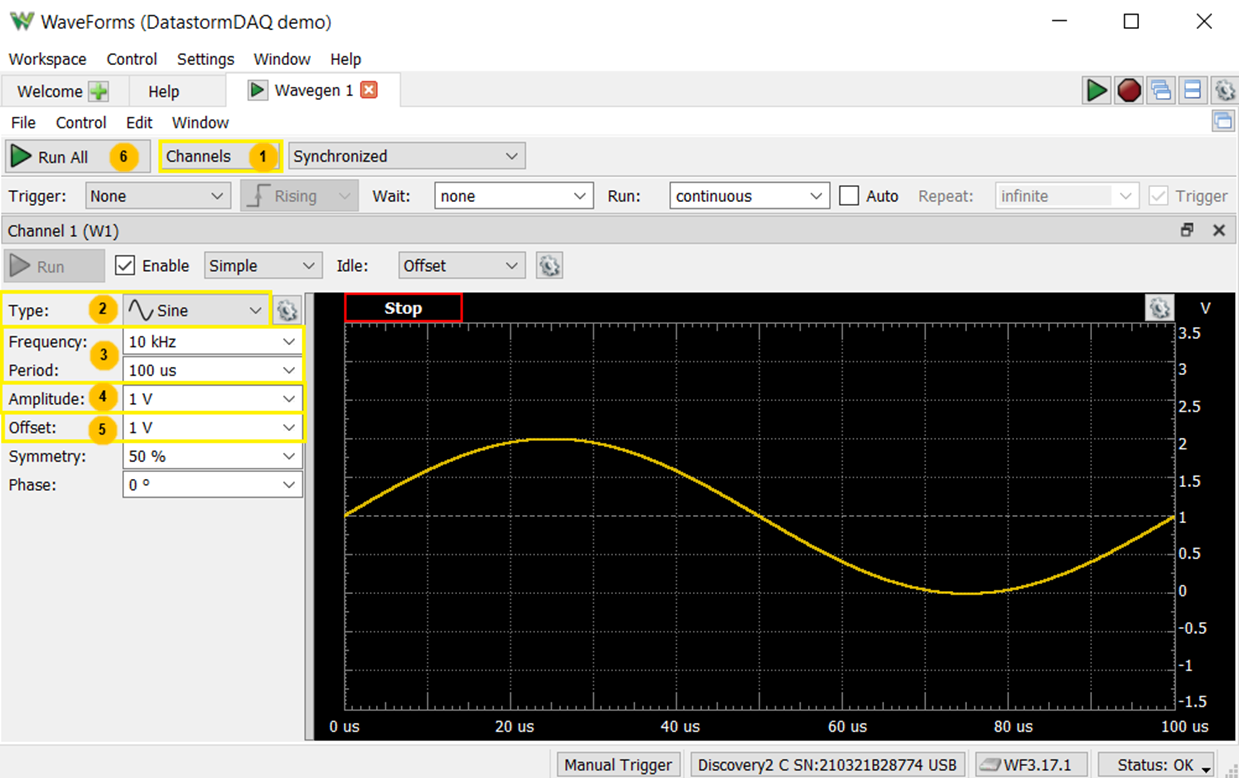 WaveForms (DatastormDAQ demo)
Workspace Control Settings Window Help
Welcome Help Wavegen 1
File Control Edit Window
Run All 6 Channels 1 Synchronized
Trigger: None Rising Wait: none Run: continuous Auto Repeat: infinite Trigger
Channel 1 (W1)
Run Enable Simple Idle: Offset
Type: 2 Sine
Frequency: 10 kHz
3
Period: 100 us
Amplitude: 4 1 V
Offset: 5 1 V
Symmetry: 50 %
Phase: 0 º
Stop V
3.5
3
2.5
2
1.5
1
0.5
0
-0.5
-1
-1.5
0 us 20 us 40 us 60 us 80 us 100 us
Manual Trigger Discovery2 C SN:210321B28774 USB WF3.17.1 Status: OK